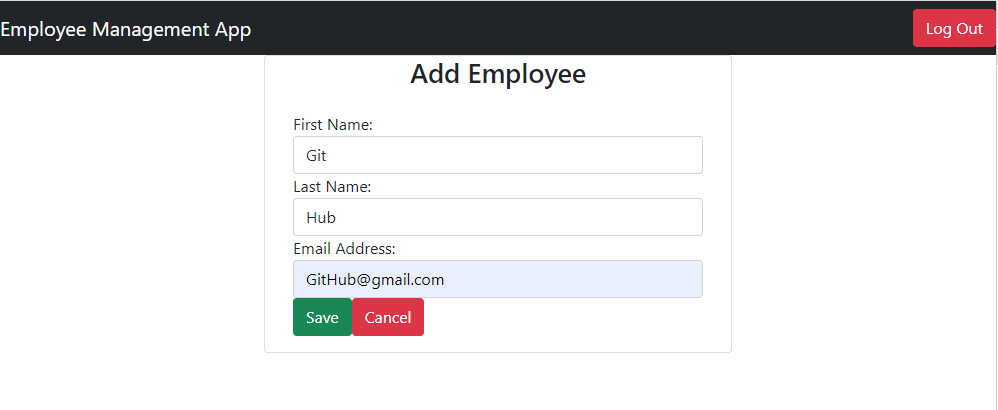 Employee Management App Log Out
Add Employee
First Name:
Git
Last Name:
Hub
Email Address:
GitHub@gmail.com
Save Cancel